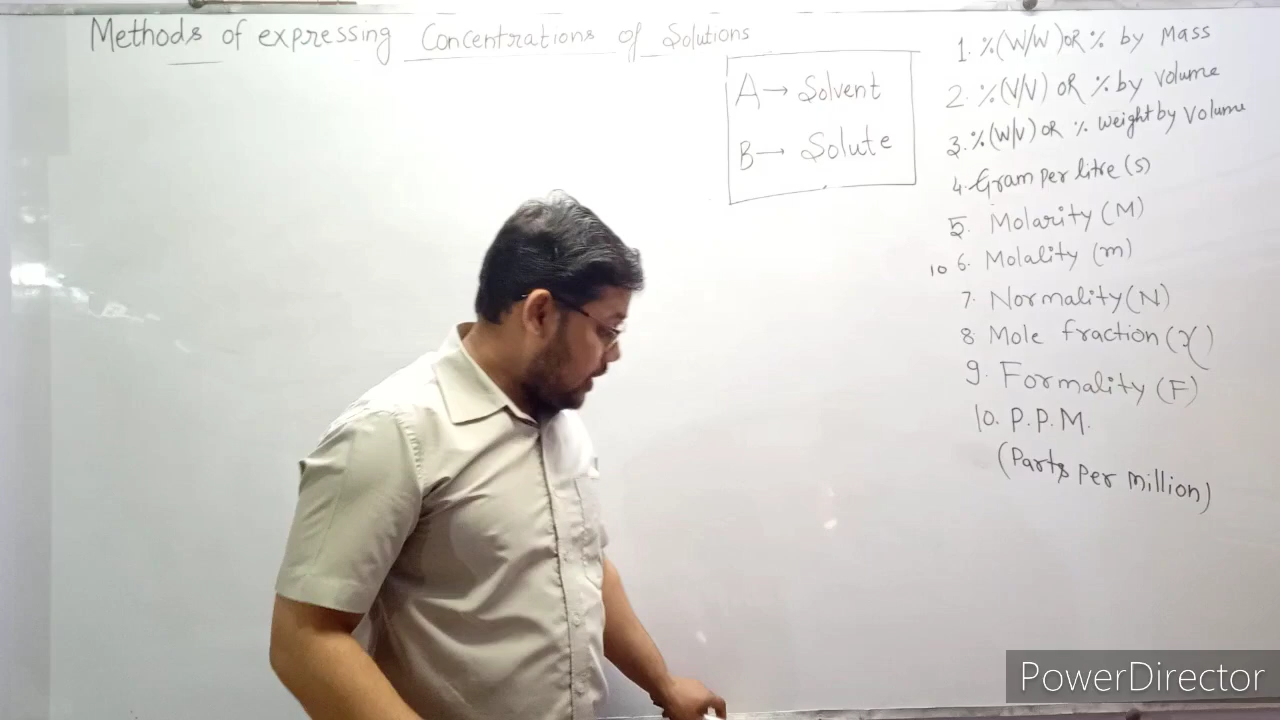 Methods of expressing Concentrations of Solutions
A → Solvent
B → Solute
1. %(W/W) OR % by Mass
2. %(V/V) OR % by Volume
3. %(W/V) OR % Weight by Volume
4. Gram per litre (s)
5. Molarity (M)
10 6. Molality (m)
7. Normality (N)
8 Mole fraction (χ)
9. Formality (F)
10. P.P.M.
(Parts Per Million)
PowerDirector